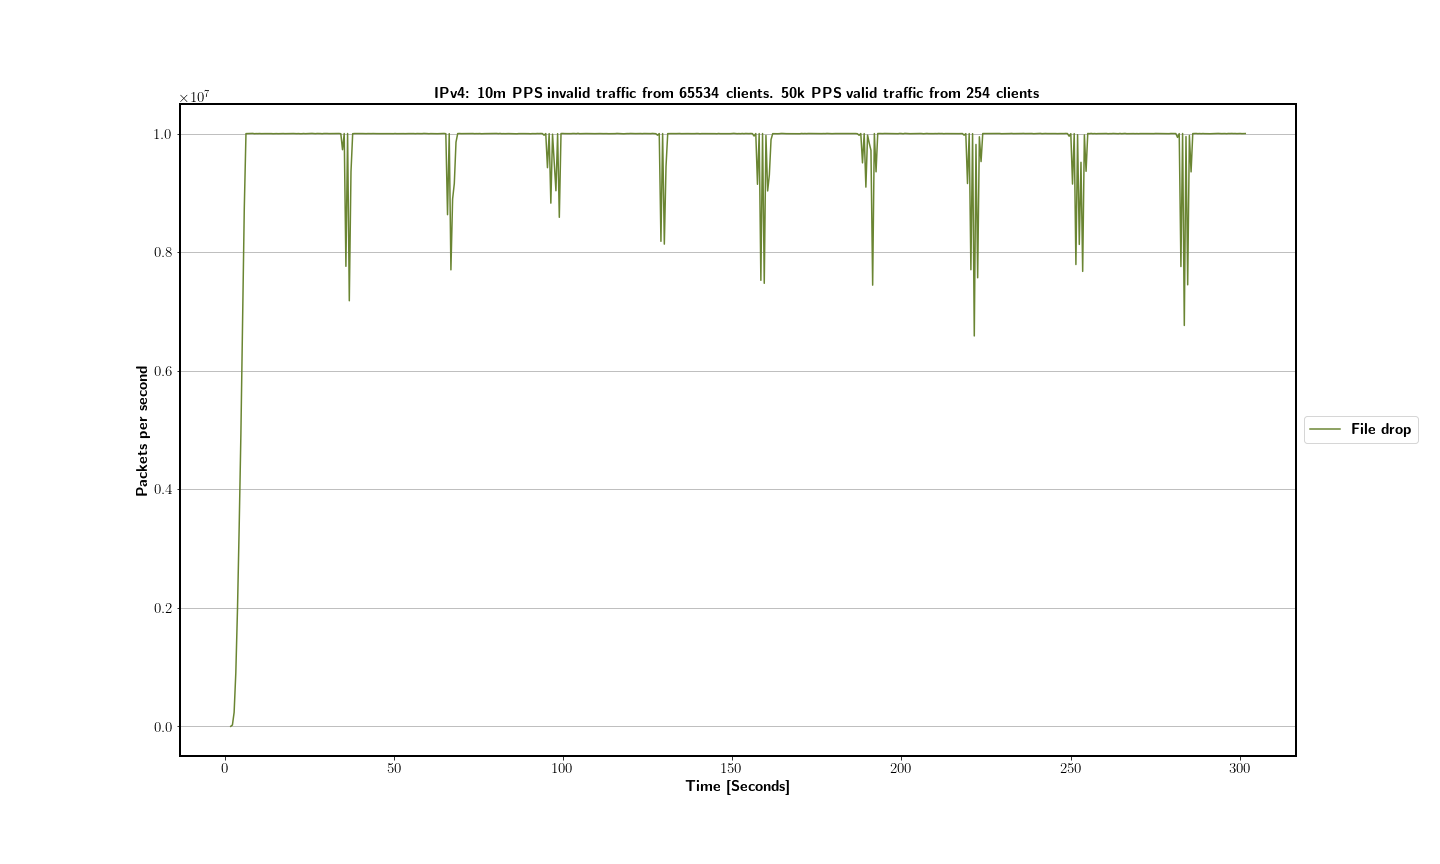 IPv4: 10m PPS invalid traffic from 65534 clients. 50k PPS valid traffic from 254 clients
×10⁷
1.0
0.8
0.6
0.4
0.2
0.0
Packets per second
0 50 100 150 200 250 300
Time [Seconds]
File drop